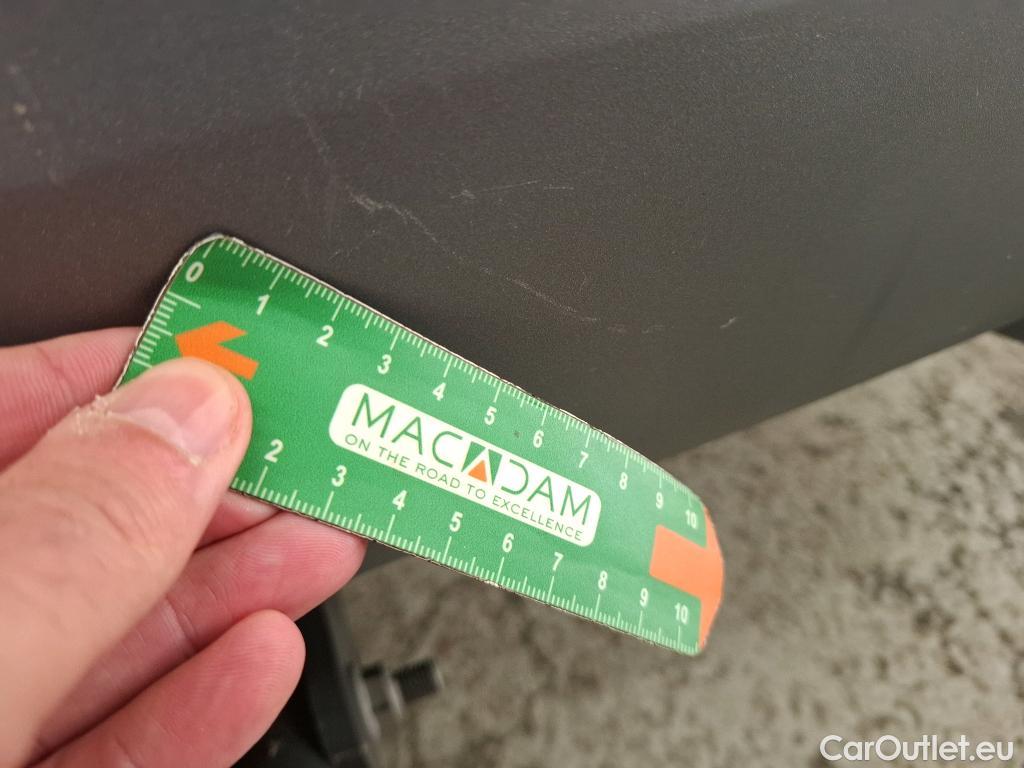 0 1 2 3 4 5 6 7 8 9 10
MACADAM
ON THE ROAD TO EXCELLENCE
2 3 4 5 6 7 8 9 10
CarOutlet.eu